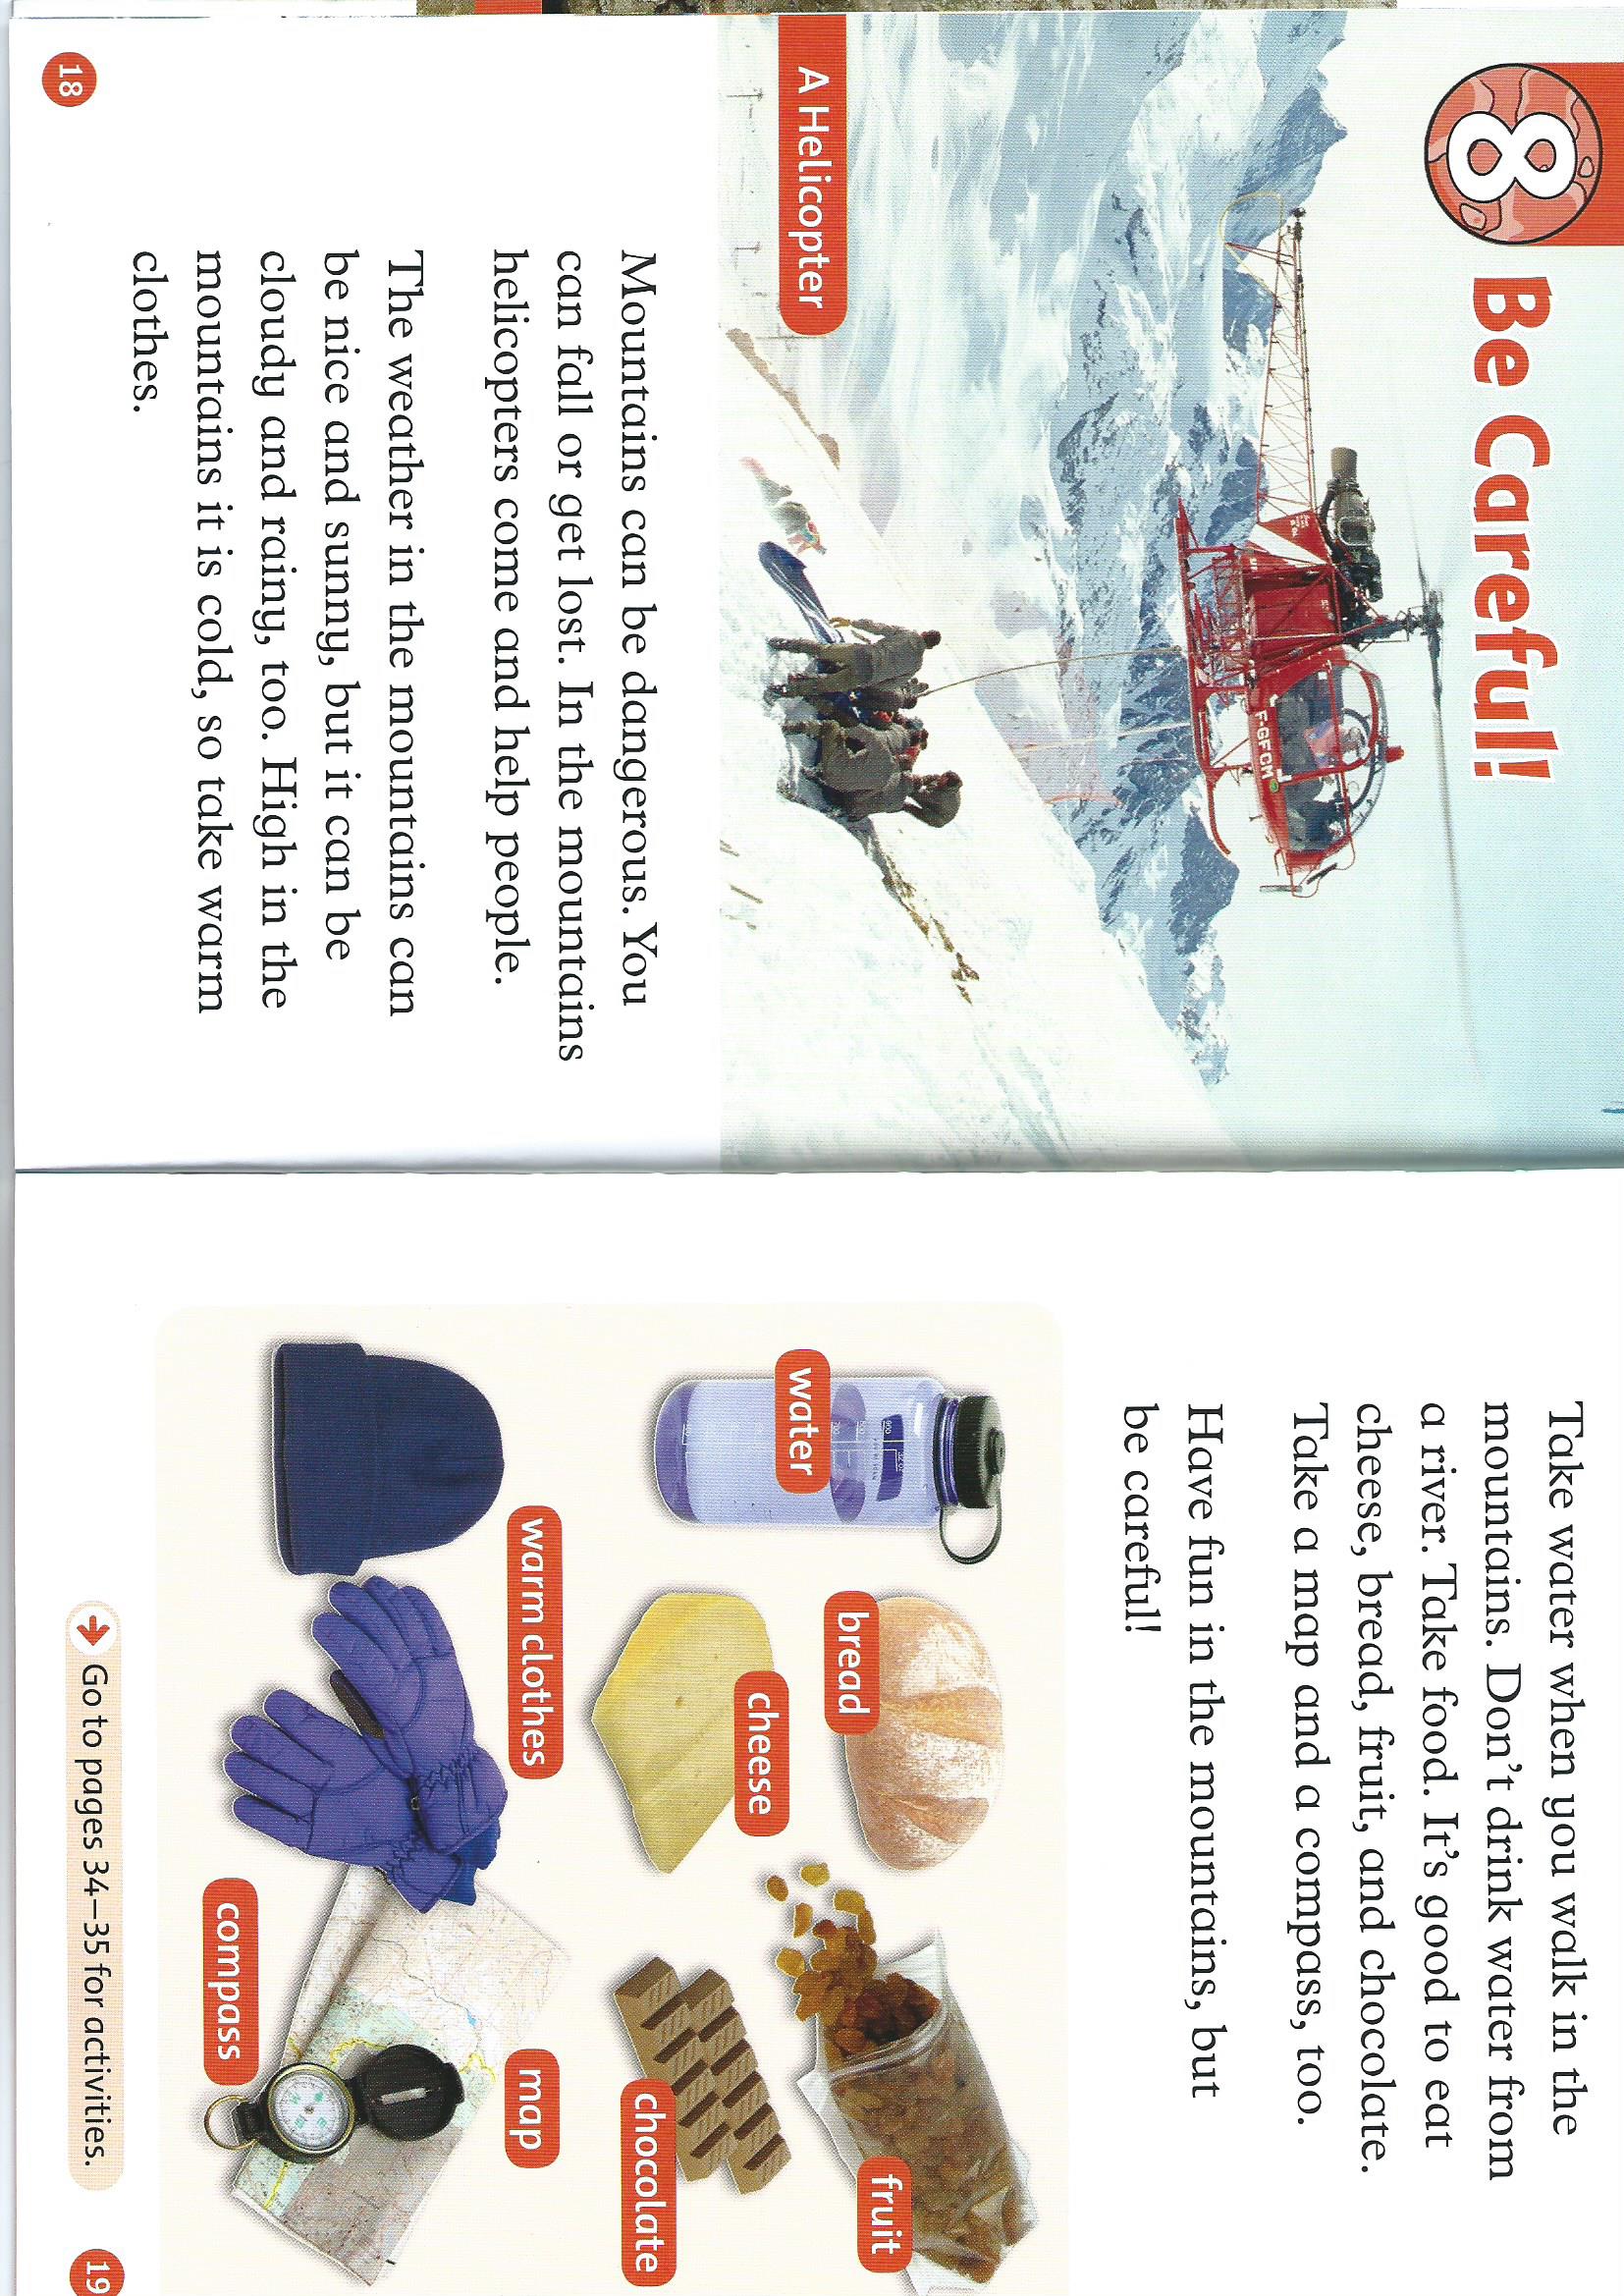 8 Be Careful!
F-GFCM
A Helicopter
Mountains can be dangerous. You
can fall or get lost. In the mountains
helicopters come and help people.
The weather in the mountains can
be nice and sunny, but it can be
cloudy and rainy, too. High in the
mountains it is cold, so take warm
clothes.
18
Take water when you walk in the
mountains. Don't drink water from
a river. Take food. It's good to eat
cheese, bread, fruit, and chocolate.
Take a map and a compass, too.
Have fun in the mountains, but
be careful!
water
bread
cheese
fruit
chocolate
warm clothes
map
compass
Go to pages 34–35 for activities.
19